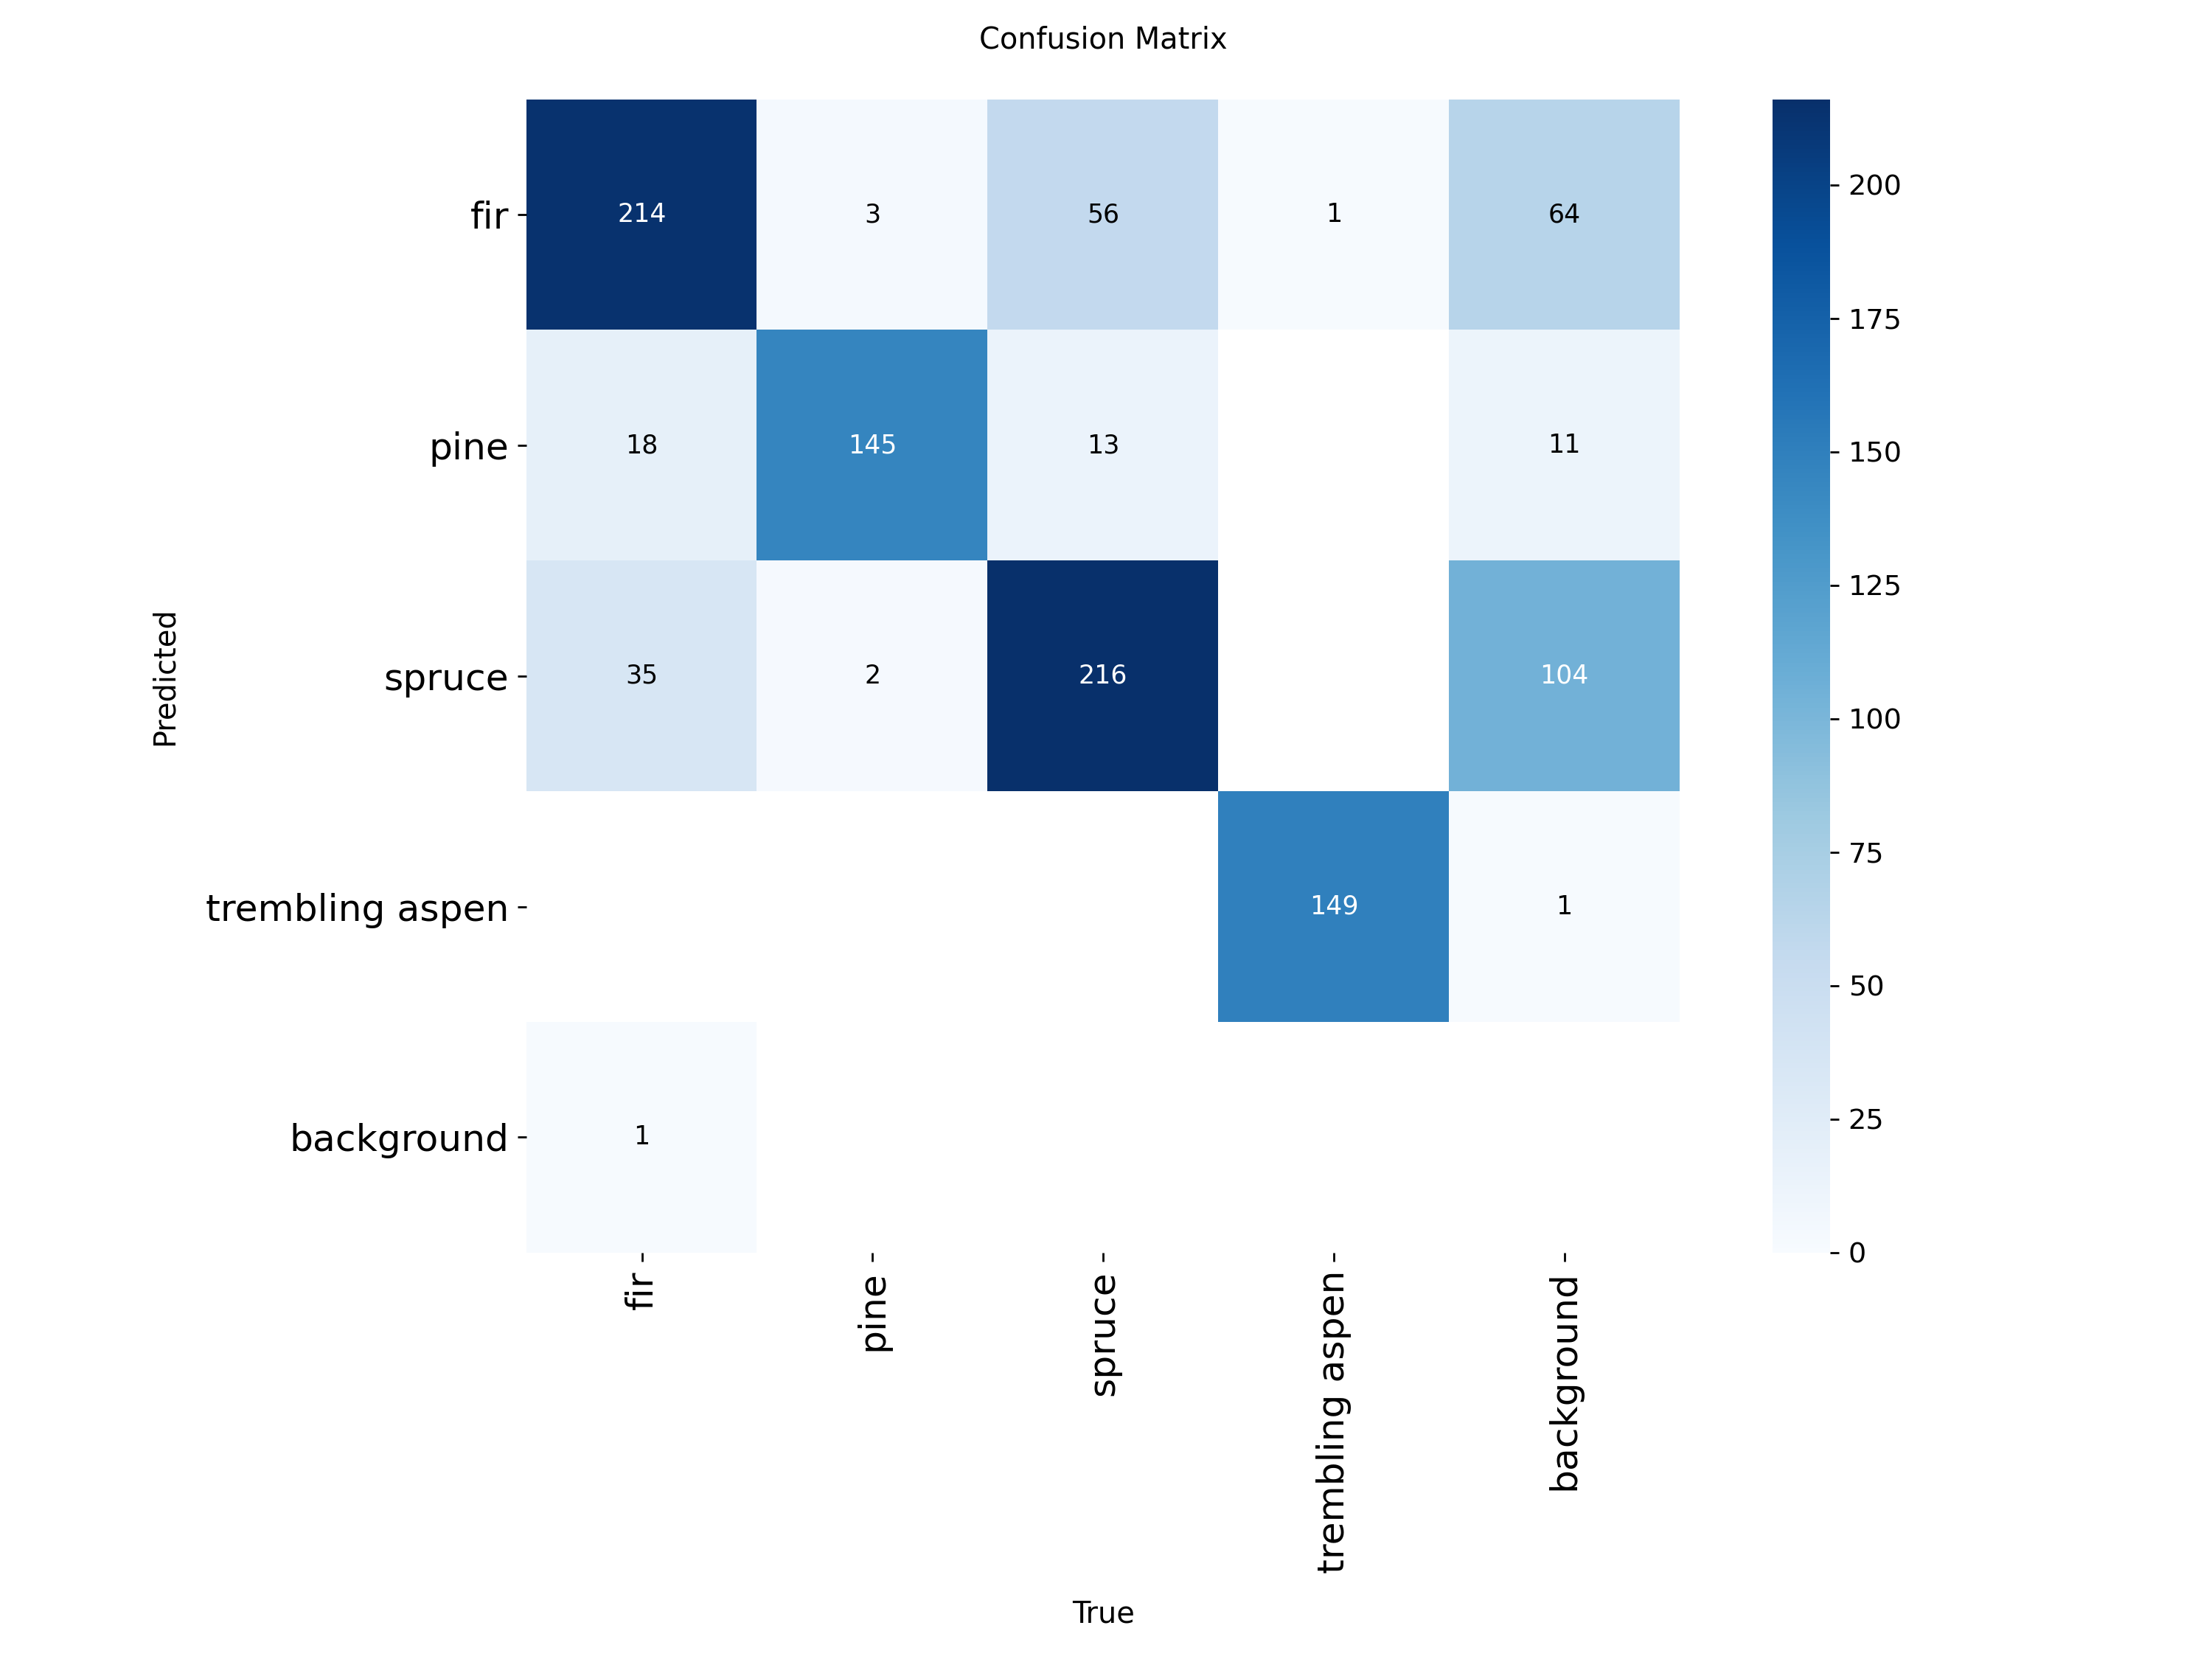 Confusion Matrix
fir
214
3
56
1
64
pine
18
145
13
11
spruce
35
2
216
104
trembling aspen
149
1
background
1
fir
pine
spruce
trembling aspen
background
True
Predicted
200
175
150
125
100
75
50
25
0